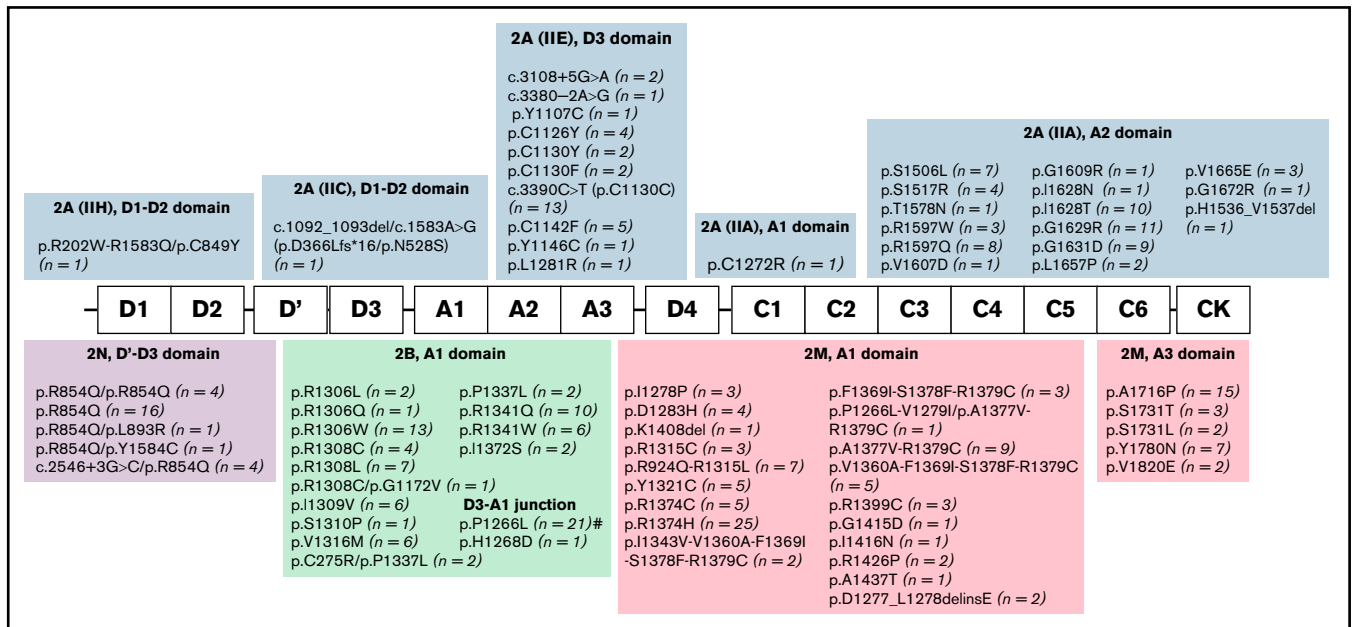 2A (IIE), D3 domain
c.3108+5G>A (n = 2)
c.3380–2A>G (n = 1)
p.Y1107C (n = 1)
p.C1126Y (n = 4)
p.C1130Y (n = 2)
p.C1130F (n = 2)
c.3390C>T (p.C1130C)
(n = 13)
p.C1142F (n = 5)
p.Y1146C (n = 1)
p.L1281R (n = 1)
2A (IIH), D1-D2 domain
p.R202W-R1583Q/p.C849Y
(n = 1)
2A (IIC), D1-D2 domain
c.1092_1093del/c.1583A>G
(p.D366Lfs*16/p.N528S)
(n = 1)
2A (IIA), A1 domain
p.C1272R (n = 1)
2A (IIA), A2 domain
p.S1506L (n = 7)
p.S1517R (n = 4)
p.T1578N (n = 1)
p.R1597W (n = 3)
p.R1597Q (n = 8)
p.V1607D (n = 1)
p.G1609R (n = 1)
p.I1628N (n = 1)
p.I1628T (n = 10)
p.G1629R (n = 11)
p.G1631D (n = 9)
p.L1657P (n = 2)
p.V1665E (n = 3)
p.G1672R (n = 1)
p.H1536_V1537del
(n = 1)
D1 D2 D' D3 A1 A2 A3 D4 C1 C2 C3 C4 C5 C6 CK
2N, D'-D3 domain
p.R854Q/p.R854Q (n = 4)
p.R854Q (n = 16)
p.R854Q/p.L893R (n = 1)
p.R854Q/p.Y1584C (n = 1)
c.2546+3G>C/p.R854Q (n = 4)
2B, A1 domain
p.R1306L (n = 2)
p.R1306Q (n = 1)
p.R1306W (n = 13)
p.R1308C (n = 4)
p.R1308L (n = 7)
p.R1308C/p.G1172V (n = 1)
p.I1309V (n = 6)
p.S1310P (n = 1)
p.V1316M (n = 6)
p.C275R/p.P1337L (n = 2)
p.P1337L (n = 2)
p.R1341Q (n = 10)
p.R1341W (n = 6)
p.I1372S (n = 2)
D3-A1 junction
p.P1266L (n = 21)#
p.H1268D (n = 1)
2M, A1 domain
p.I1278P (n = 3)
p.D1283H (n = 4)
p.K1408del (n = 1)
p.R1315C (n = 3)
p.R924Q-R1315L (n = 7)
p.Y1321C (n = 5)
p.R1374C (n = 5)
p.R1374H (n = 25)
p.I1343V-V1360A-F1369I
-S1378F-R1379C (n = 2)
p.F1369I-S1378F-R1379C (n = 3)
p.P1266L-V1279I/p.A1377V-
R1379C (n = 1)
p.A1377V-R1379C (n = 9)
p.V1360A-F1369I-S1378F-R1379C
(n = 5)
p.R1399C (n = 3)
p.G1415D (n = 1)
p.I1416N (n = 1)
p.R1426P (n = 2)
p.A1437T (n = 1)
p.D1277_L1278delinsE (n = 2)
2M, A3 domain
p.A1716P (n = 15)
p.S1731T (n = 3)
p.S1731L (n = 2)
p.Y1780N (n = 7)
p.V1820E (n = 2)